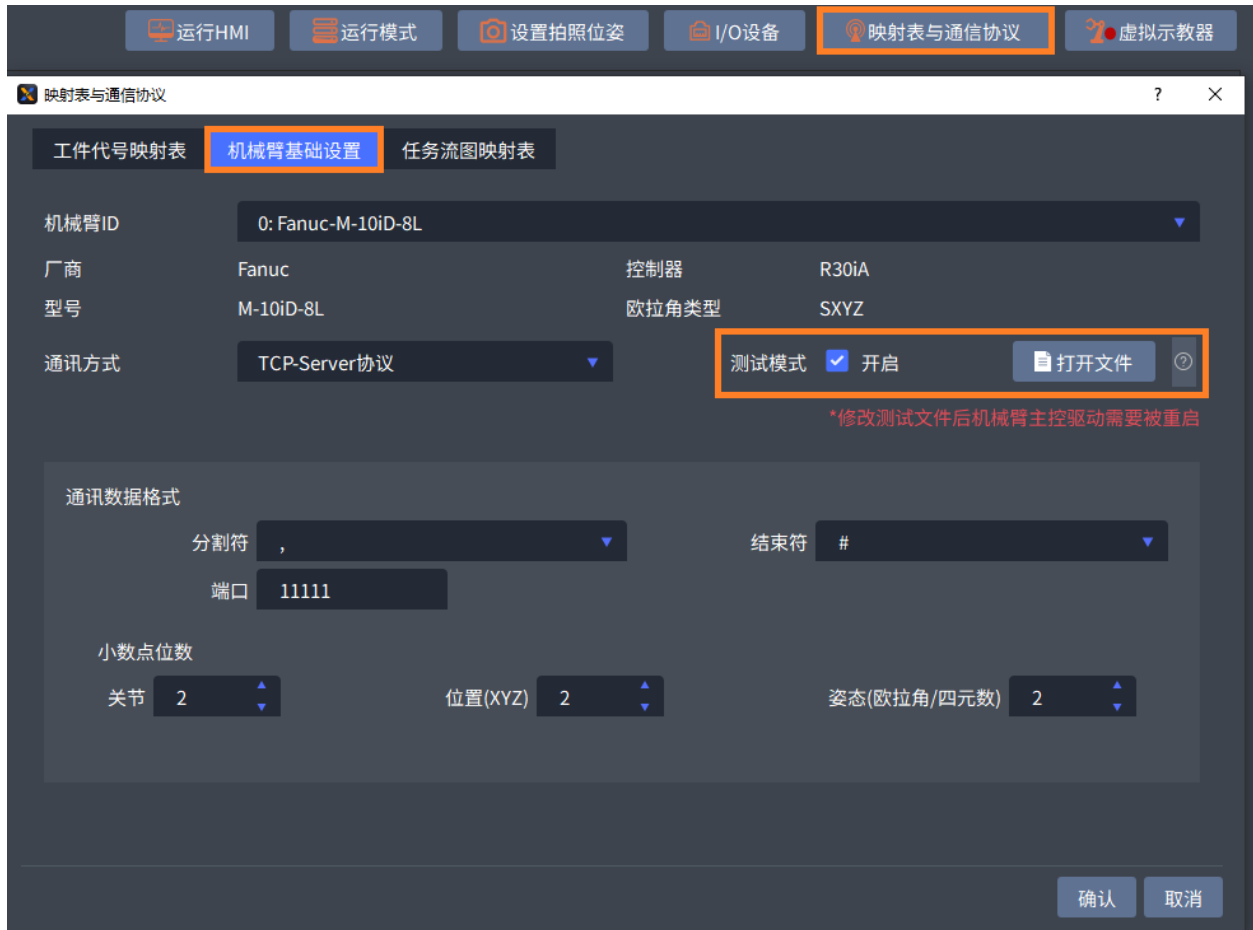 运行HMI 运行模式 设置拍照位姿 I/O设备 映射表与通信协议 虚拟示教器
映射表与通信协议 ? ×
工件代号映射表 机械臂基础设置 任务流图映射表
机械臂ID 0: Fanuc-M-10iD-8L
厂商 Fanuc 控制器 R30iA
型号 M-10iD-8L 欧拉角类型 SXYZ
通讯方式 TCP-Server协议 测试模式 开启 打开文件 ?
*修改测试文件后机械臂主控驱动需要被重启
通讯数据格式
分割符 , 结束符 #
端口 11111
小数点位数
关节 2 位置(XYZ) 2 姿态(欧拉角/四元数) 2
确认 取消